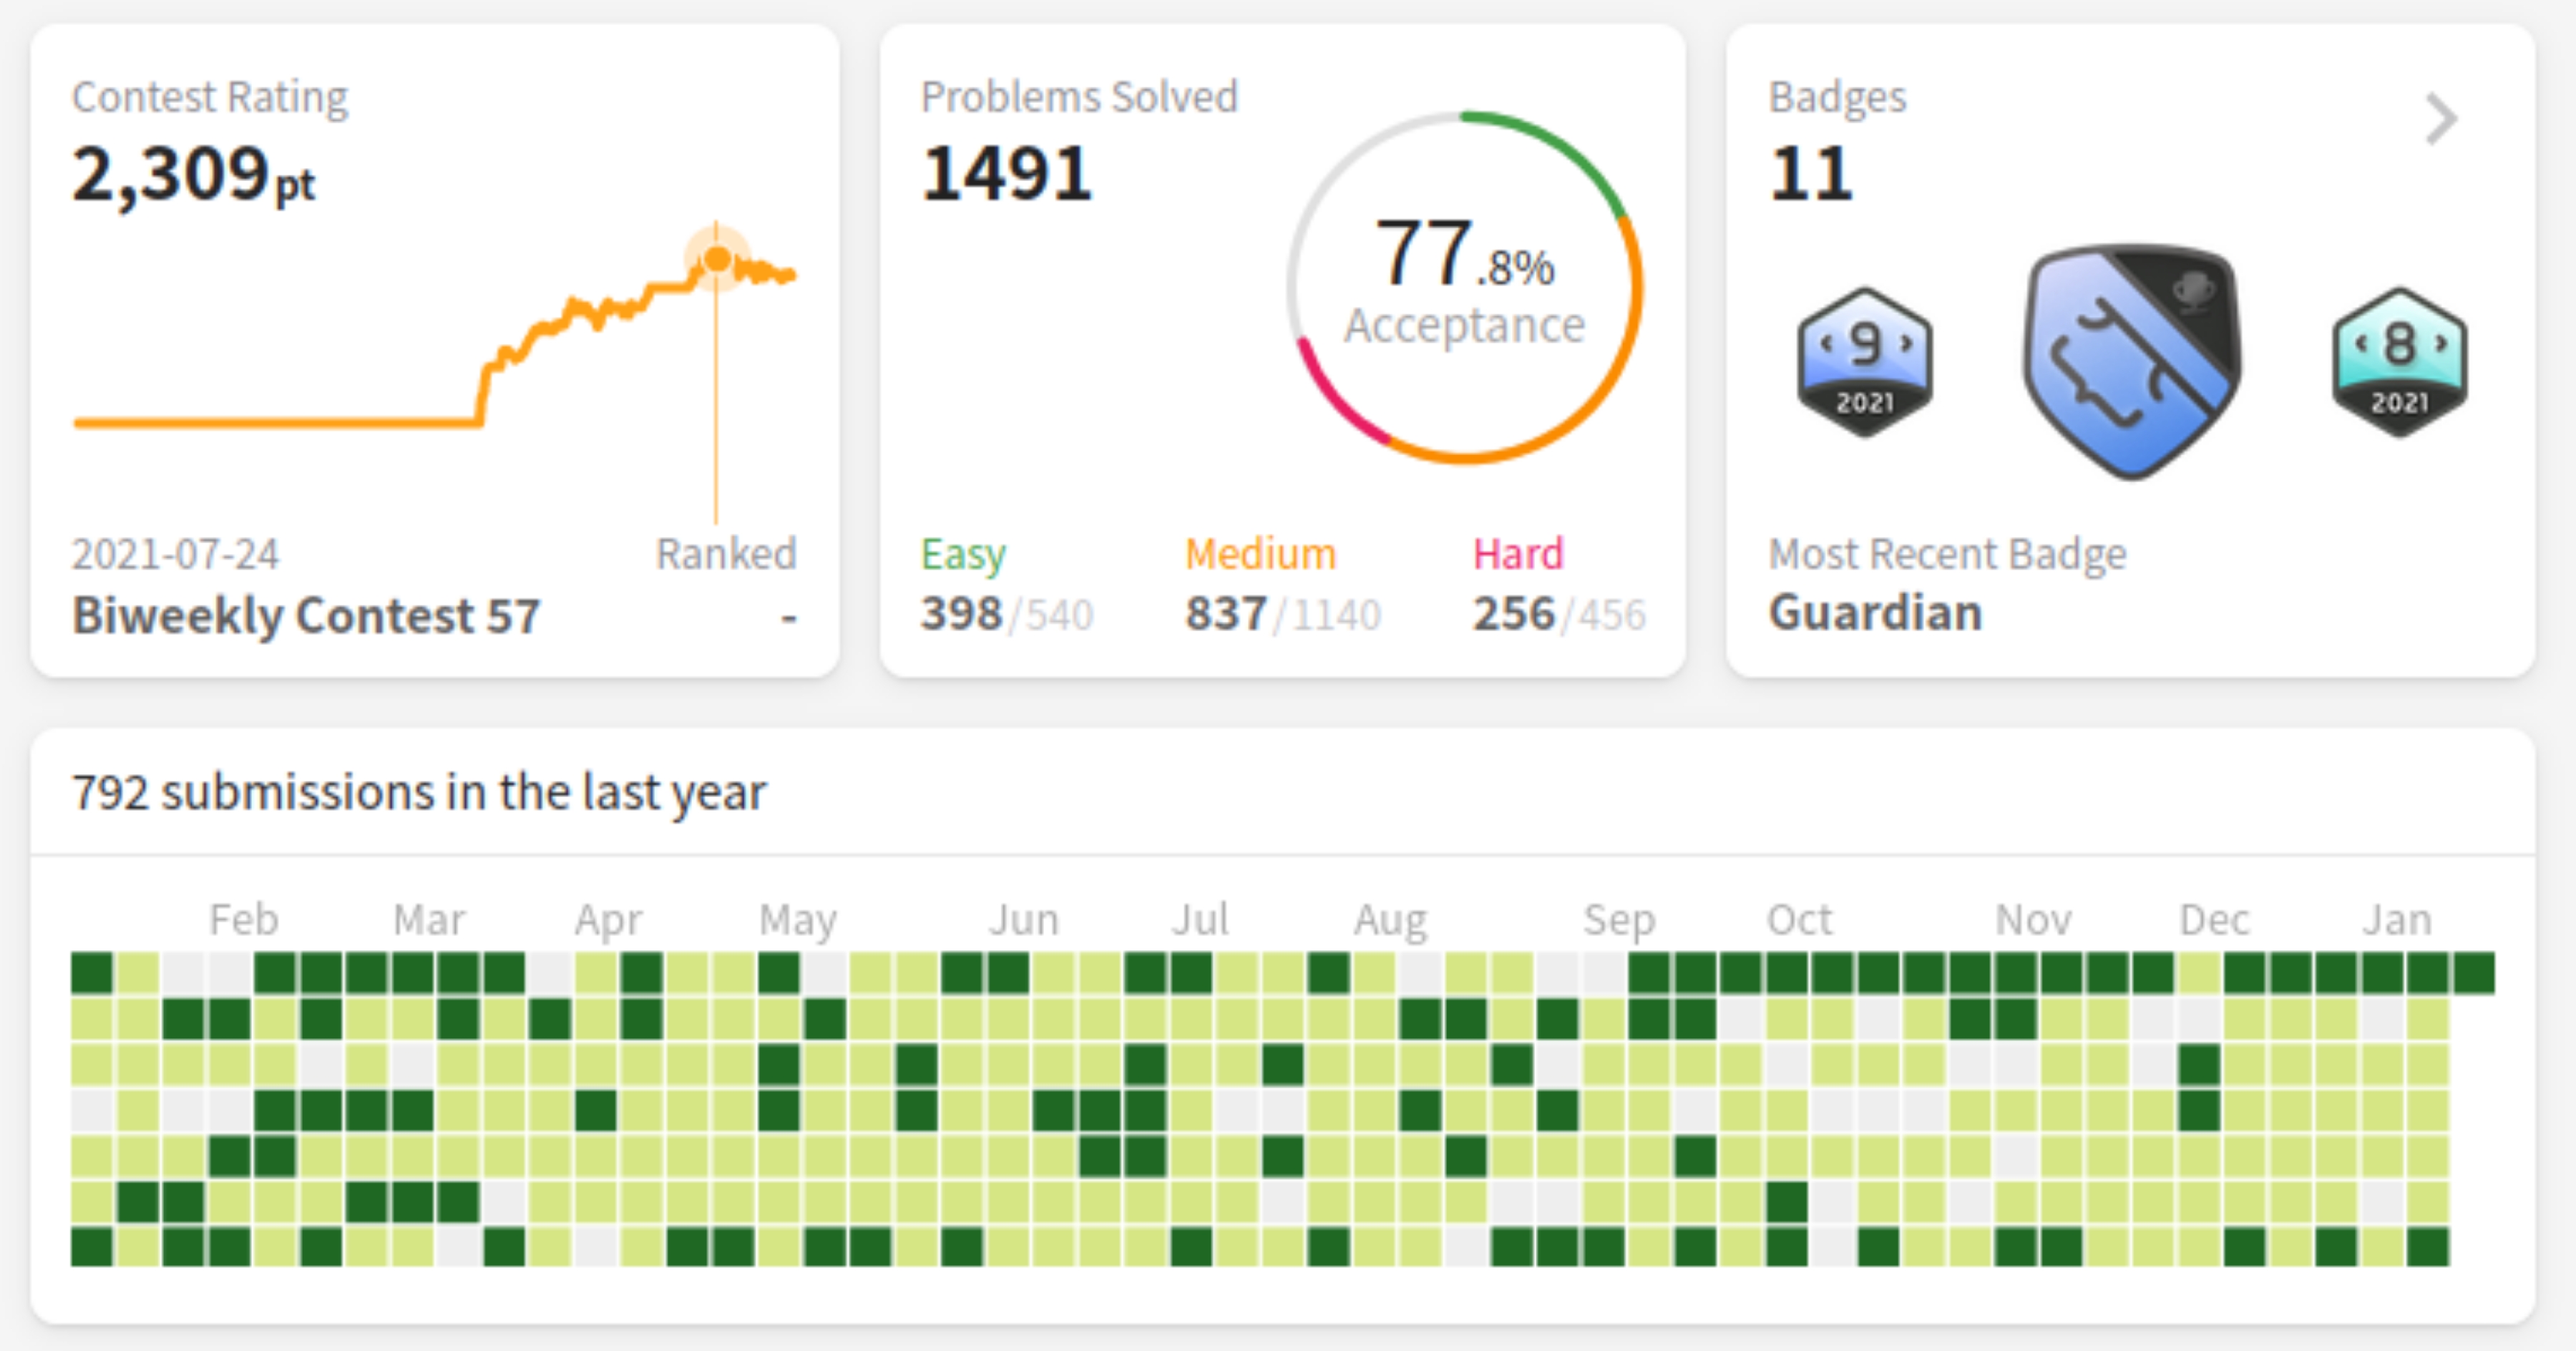 Contest Rating
2,309 pt
2021-07-24 Ranked
Biweekly Contest 57 -
Problems Solved
1491
77.8%
Acceptance
Easy Medium Hard
398/540 837/1140 256/456
Badges
11
9 8
2021 2021
Most Recent Badge
Guardian
792 submissions in the last year
Feb Mar Apr May Jun Jul Aug Sep Oct Nov Dec Jan